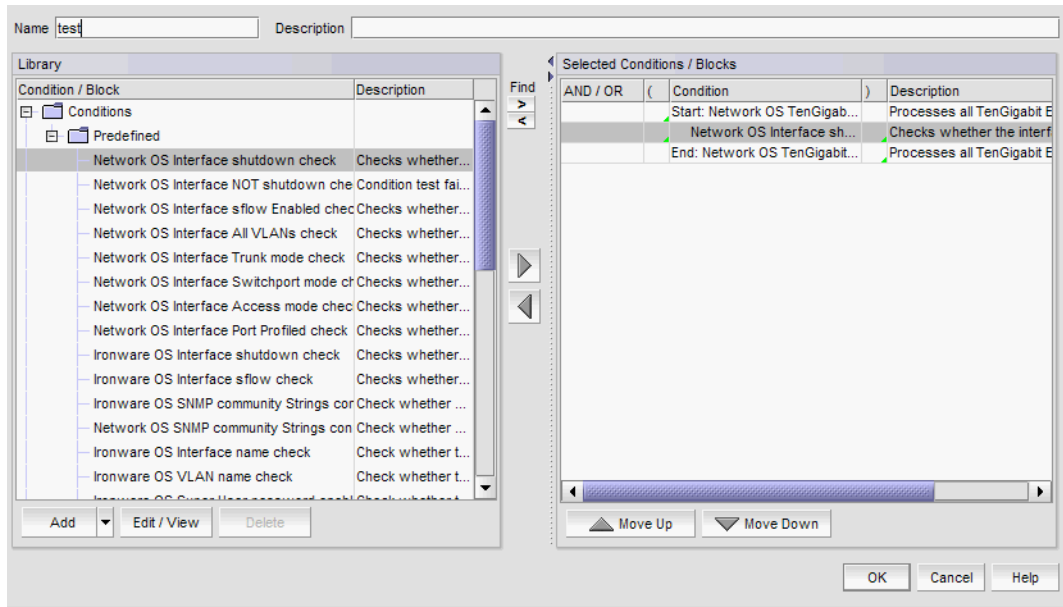 Name test Description
Library
Condition / Block Description
Conditions
Predefined
Network OS Interface shutdown check Checks whether...
Network OS Interface NOT shutdown che Condition test fai...
Network OS Interface sflow Enabled chec Checks whether...
Network OS Interface All VLANs check Checks whether...
Network OS Interface Trunk mode check Checks whether...
Network OS Interface Switchport mode ch Checks whether...
Network OS Interface Access mode chec Checks whether...
Network OS Interface Port Profiled check Checks whether...
Ironware OS Interface shutdown check Checks whether...
Ironware OS Interface sflow check Checks whether...
Ironware OS SNMP community Strings cor Check whether ...
Network OS SNMP community Strings con Check whether ...
Ironware OS Interface name check Check whether t...
Ironware OS VLAN name check Check whether t...
Add Edit / View Delete
Find
>
<
Selected Conditions / Blocks
AND / OR ( Condition ) Description
Start: Network OS TenGigab... Processes all TenGigabit E
Network OS Interface sh... Checks whether the interf
End: Network OS TenGigabit... Processes all TenGigabit E
Move Up Move Down
OK Cancel Help